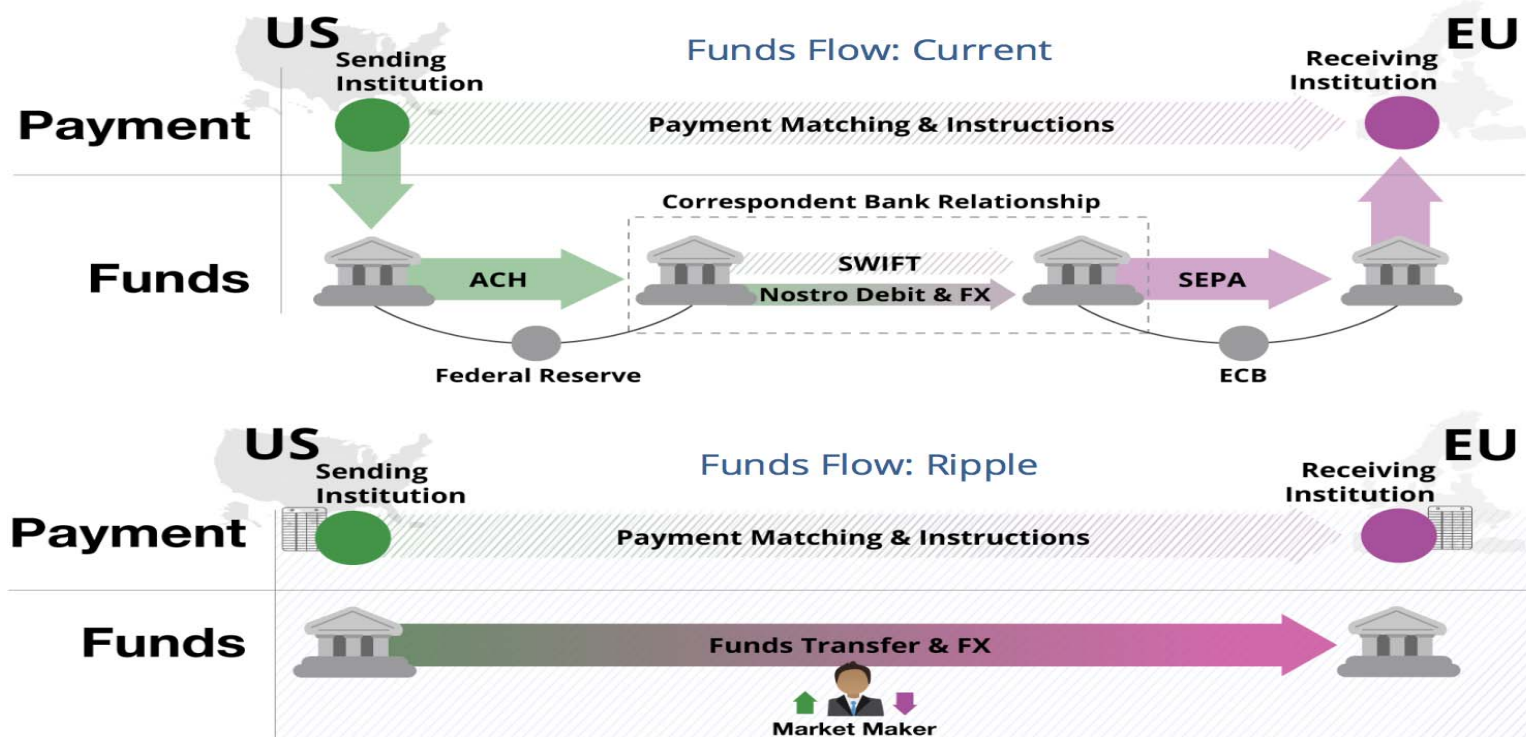 US
EU
Funds Flow: Current
Sending
Institution
Receiving
Institution
Payment
Payment Matching & Instructions
Correspondent Bank Relationship
Funds
ACH
SWIFT
Nostro Debit & FX
SEPA
Federal Reserve
ECB
US
EU
Funds Flow: Ripple
Sending
Institution
Receiving
Institution
Payment
Payment Matching & Instructions
Funds
Funds Transfer & FX
Market Maker